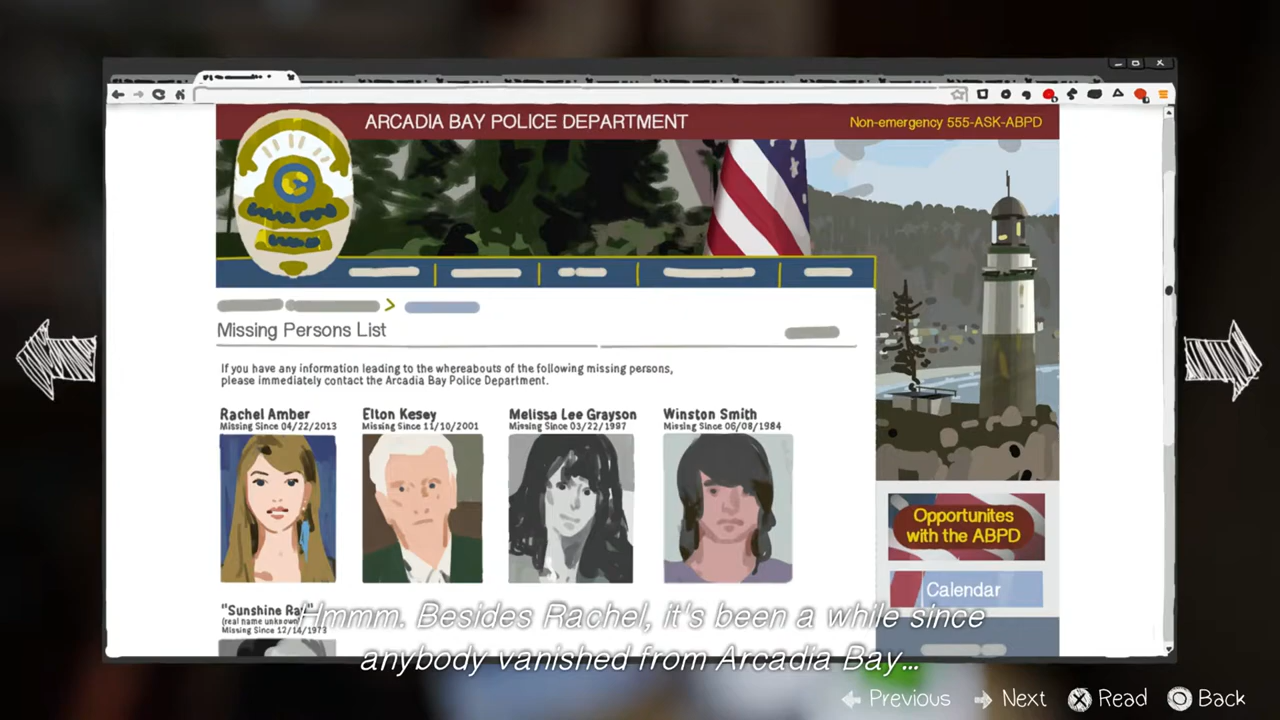 ARCADIA BAY POLICE DEPARTMENT
Non-emergency 555-ASK-ABPD
Missing Persons List
If you have any information leading to the whereabouts of the following missing persons,
please immediately contact the Arcadia Bay Police Department.
Rachel Amber
Missing Since 04/22/2013
Elton Kesey
Missing Since 11/10/2001
Melissa Lee Grayson
Missing Since 03/22/1997
Winston Smith
Missing Since 06/08/1984
Opportunites
with the ABPD
Calendar
"Sunshine Ray"
(real name unknown)
Missing Since 12/14/1973
Hmmm. Besides Rachel, it's been a while since
anybody vanished from Arcadia Bay...
Previous
Next
Read
Back